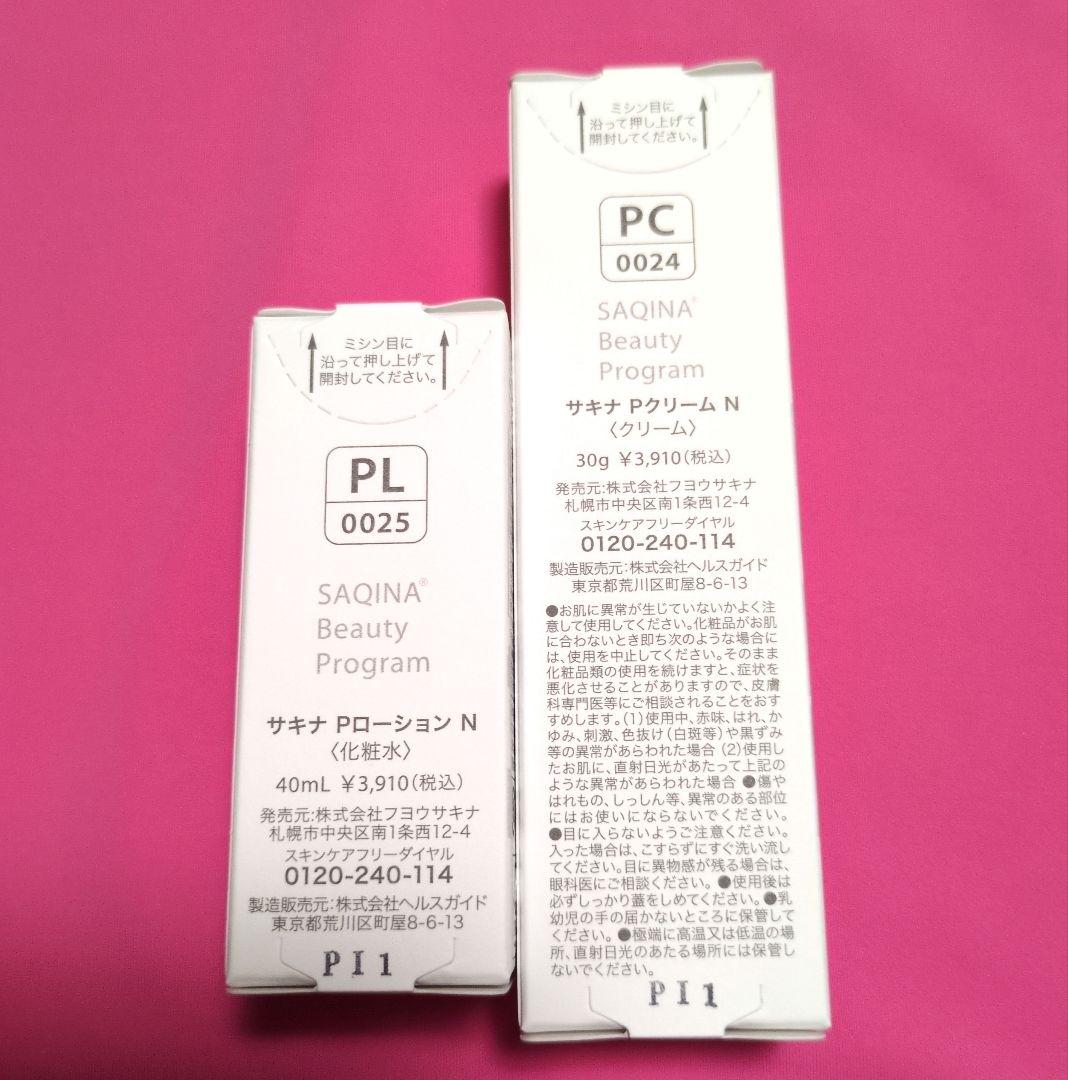 ミシン目に
沿って押し上げて
開封してください。
PL
0025
SAQINA®
Beauty
Program
サキナ Pローション N
〈化粧水〉
40mL ¥3,910(税込)
発売元:株式会社フヨウサキナ
札幌市中央区南1条西12-4
スキンケアフリーダイヤル
0120-240-114
製造販売元:株式会社ヘルスガイド
東京都荒川区町屋8-6-13
PI1
ミシン目に
沿って押し上げて
開封してください。
PC
0024
SAQINA®
Beauty
Program
サキナ Pクリーム N
〈クリーム〉
30g ¥3,910(税込)
発売元:株式会社フヨウサキナ
札幌市中央区南1条西12-4
スキンケアフリーダイヤル
0120-240-114
製造販売元:株式会社ヘルスガイド
東京都荒川区町屋8-6-13
●お肌に異常が生じていないかよく注
意して使用してください。化粧品がお肌
に合わないとき即ち次のような場合に
は、使用を中止してください。そのまま
化粧品類の使用を続けますと、症状を
悪化させることがありますので、皮膚
科専門医等にご相談されることをおす
すめします。(1)使用中、赤味、はれ、か
ゆみ、刺激、色抜け(白斑等)や黒ずみ
等の異常があらわれた場合 (2)使用し
たお肌に、直射日光があたって上記の
ような異常があらわれた場合 ●傷や
はれもの、しっしん等、異常のある部位
にはお使いにならないでください。
●目に入らないようご注意ください。
入った場合は、こすらずにすぐ洗い流し
てください。目に異物感が残る場合は、
眼科医にご相談ください。●使用後は
必ずしっかり蓋をしめてください。●乳
幼児の手の届かないところに保管して
ください。●極端に高温又は低温の場
所、直射日光のあたる場所には保管し
ないでください。
PI1